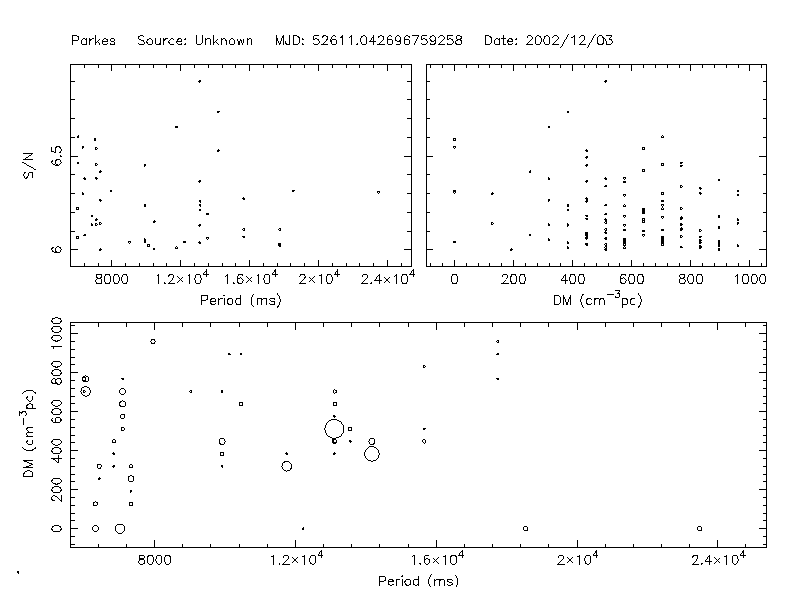 Parkes Source: Unknown MJD: 52611.042696759258 Date: 2002/12/03
S/N
6 6.5
8000 1.2×10⁴ 1.6×10⁴ 2×10⁴ 2.4×10⁴
Period (ms)
0 200 400 600 800 1000
DM (cm⁻³pc)
DM (cm⁻³pc)
0 200 400 600 800 1000
8000 1.2×10⁴ 1.6×10⁴ 2×10⁴ 2.4×10⁴
Period (ms)